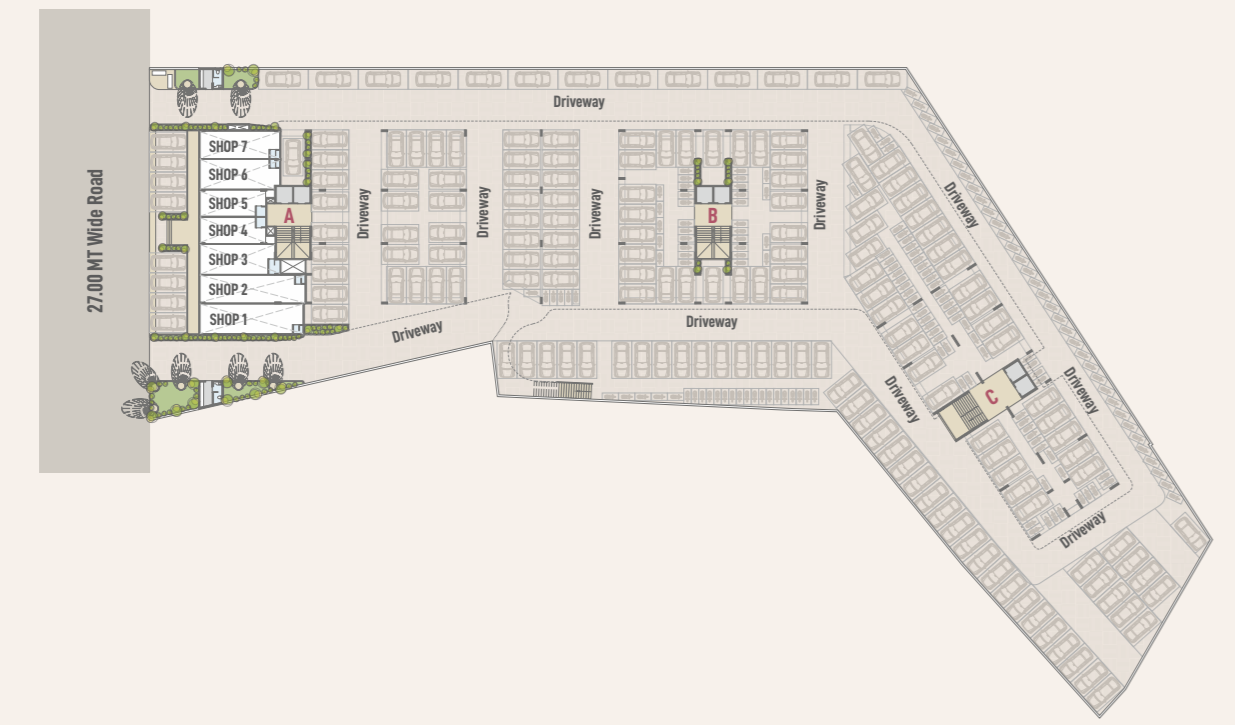 Driveway
27.00 MT Wide Road
SHOP 7
SHOP 6
SHOP 5
SHOP 4
SHOP 3
SHOP 2
SHOP 1
A
Driveway
Driveway
Driveway
B
Driveway
Driveway
Driveway
Driveway
Driveway
C
Driveway
Driveway